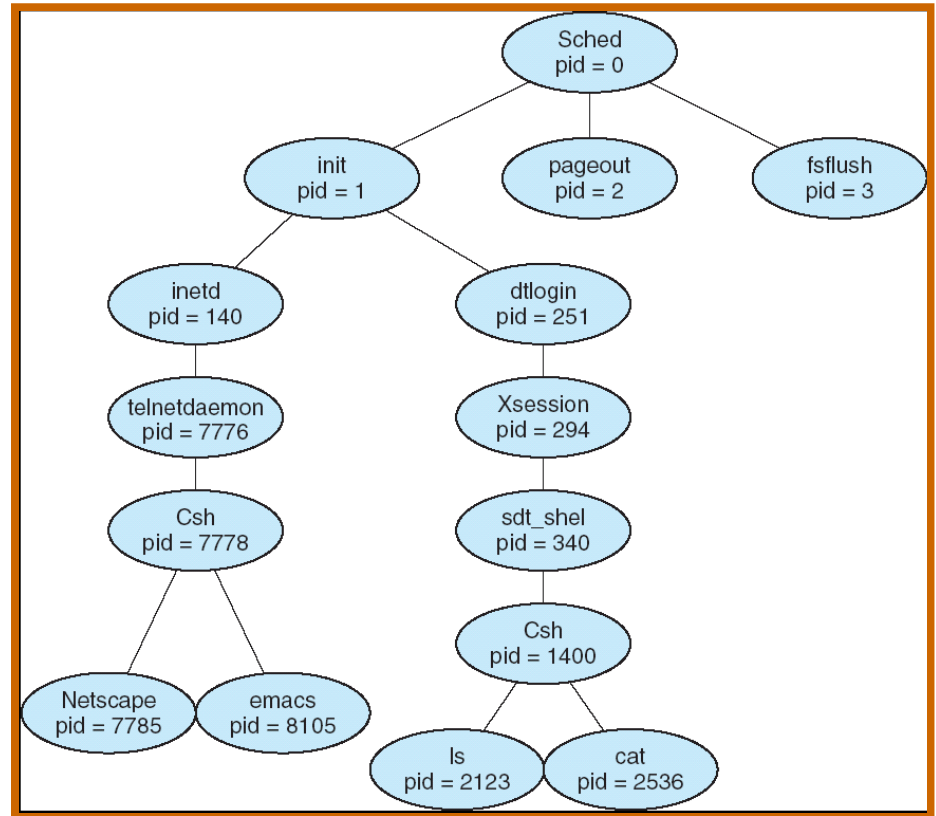 Sched
pid = 0
init
pid = 1
pageout
pid = 2
fsflush
pid = 3
inetd
pid = 140
dtlogin
pid = 251
telnetdaemon
pid = 7776
Xsession
pid = 294
Csh
pid = 7778
sdt_shel
pid = 340
Csh
pid = 1400
Netscape
pid = 7785
emacs
pid = 8105
ls
pid = 2123
cat
pid = 2536